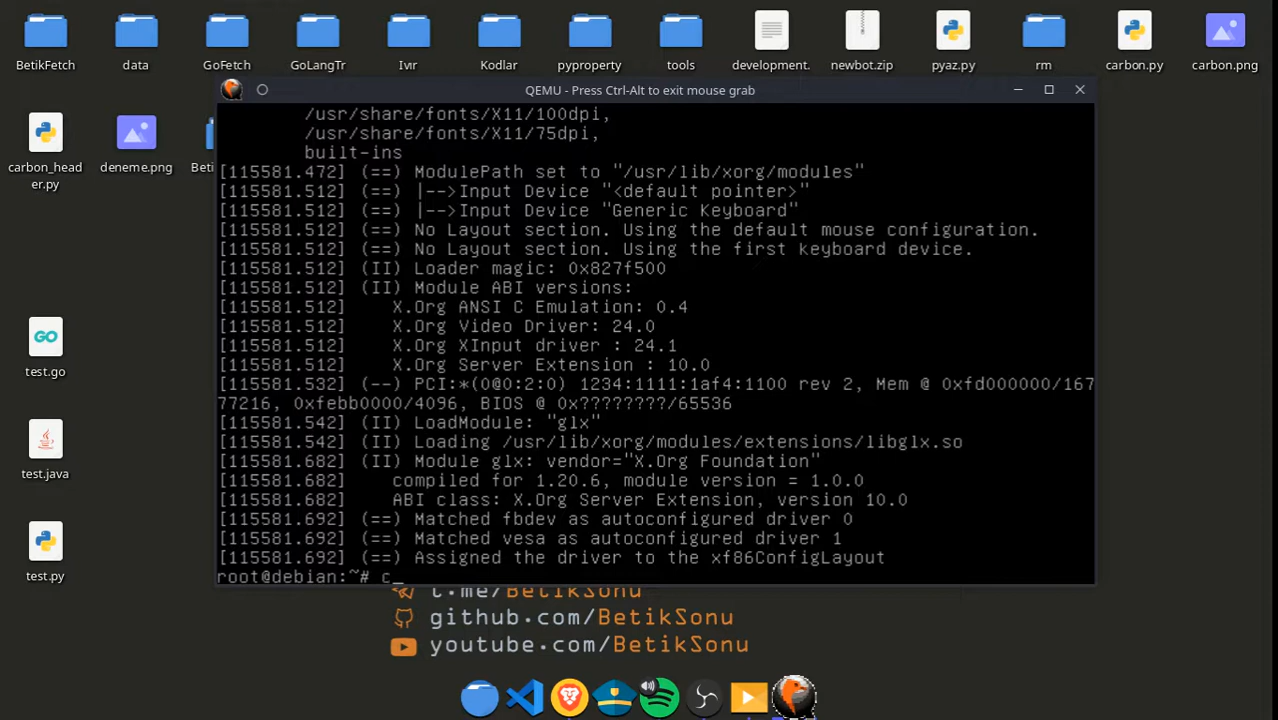 BetikFetch
data
GoFetch
GoLangTr
Ivır
Kodlar
pyproperty
tools
development.
newbot.zip
pyaz.py
rm
carbon.py
carbon.png
carbon_head
er.py
deneme.png
Beti
test.go
test.java
test.py
QEMU - Press Ctrl-Alt to exit mouse grab
/usr/share/fonts/X11/100dpi,
/usr/share/fonts/X11/75dpi,
built-ins
[115581.472] (==) ModulePath set to "/usr/lib/xorg/modules"
[115581.512] (==) |-->Input Device "<default pointer>"
[115581.512] (==) |-->Input Device "Generic Keyboard"
[115581.512] (==) No Layout section. Using the default mouse configuration.
[115581.512] (==) No Layout section. Using the first keyboard device.
[115581.512] (II) Loader magic: 0x827f500
[115581.512] (II) Module ABI versions:
[115581.512] X.Org ANSI C Emulation: 0.4
[115581.512] X.Org Video Driver: 24.0
[115581.512] X.Org XInput driver : 24.1
[115581.512] X.Org Server Extension : 10.0
[115581.532] (--) PCI:*(0@0:2:0) 1234:1111:1af4:1100 rev 2, Mem @ 0xfd000000/167
77216, 0xfebb0000/4096, BIOS @ 0x????????/65536
[115581.542] (II) LoadModule: "glx"
[115581.542] (II) Loading /usr/lib/xorg/modules/extensions/libglx.so
[115581.682] (II) Module glx: vendor="X.Org Foundation"
[115581.682] compiled for 1.20.6, module version = 1.0.0
[115581.682] ABI class: X.Org Server Extension, version 10.0
[115581.692] (==) Matched fbdev as autoconfigured driver 0
[115581.692] (==) Matched vesa as autoconfigured driver 1
[115581.692] (==) Assigned the driver to the xf86ConfigLayout
root@debian:~# c_
t.me/BetikSonu
github.com/BetikSonu
youtube.com/BetikSonu